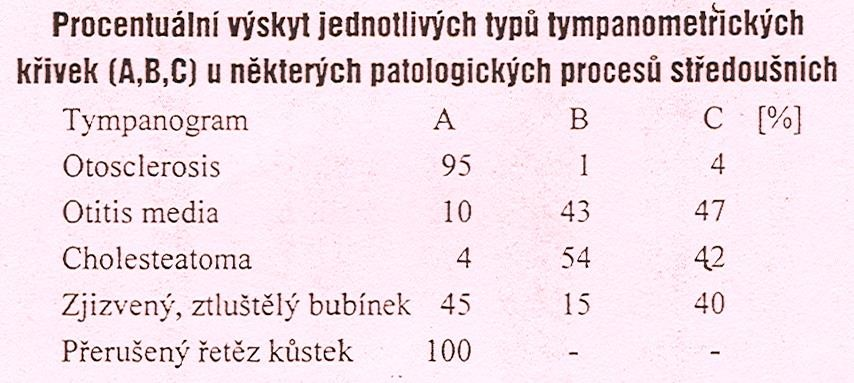 Procentuální výskyt jednotlivých typů tympanometřických
křivek (A,B,C) u některých patologických procesů středoušních
Tympanogram A B C [%]
Otosclerosis 95 1 4
Otitis media 10 43 47
Cholesteatoma 4 54 42
Zjizvený, ztluštělý bubínek 45 15 40
Přerušený řetěz kůstek 100 - -